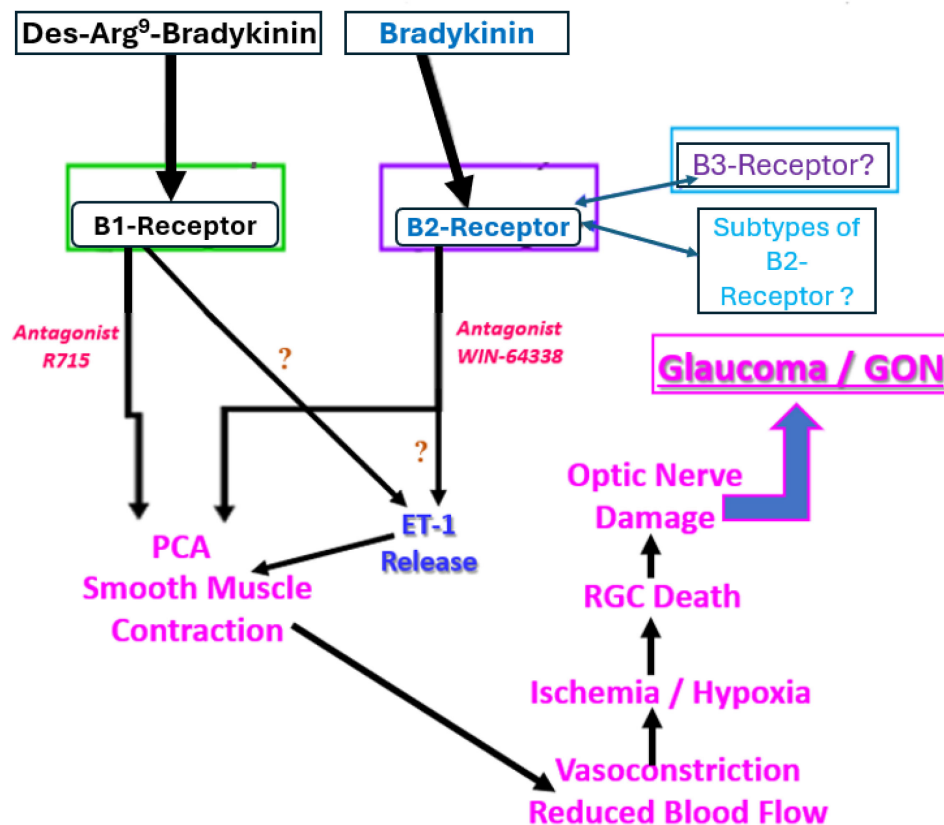 Des-Arg⁹-Bradykinin
Bradykinin
B1-Receptor
B2-Receptor
B3-Receptor?
Subtypes of
B2-
Receptor ?
Antagonist
R715
?
Antagonist
WIN-64338
?
Glaucoma / GON
Optic Nerve
Damage
ET-1
Release
PCA
Smooth Muscle
Contraction
RGC Death
Ischemia / Hypoxia
Vasoconstriction
Reduced Blood Flow